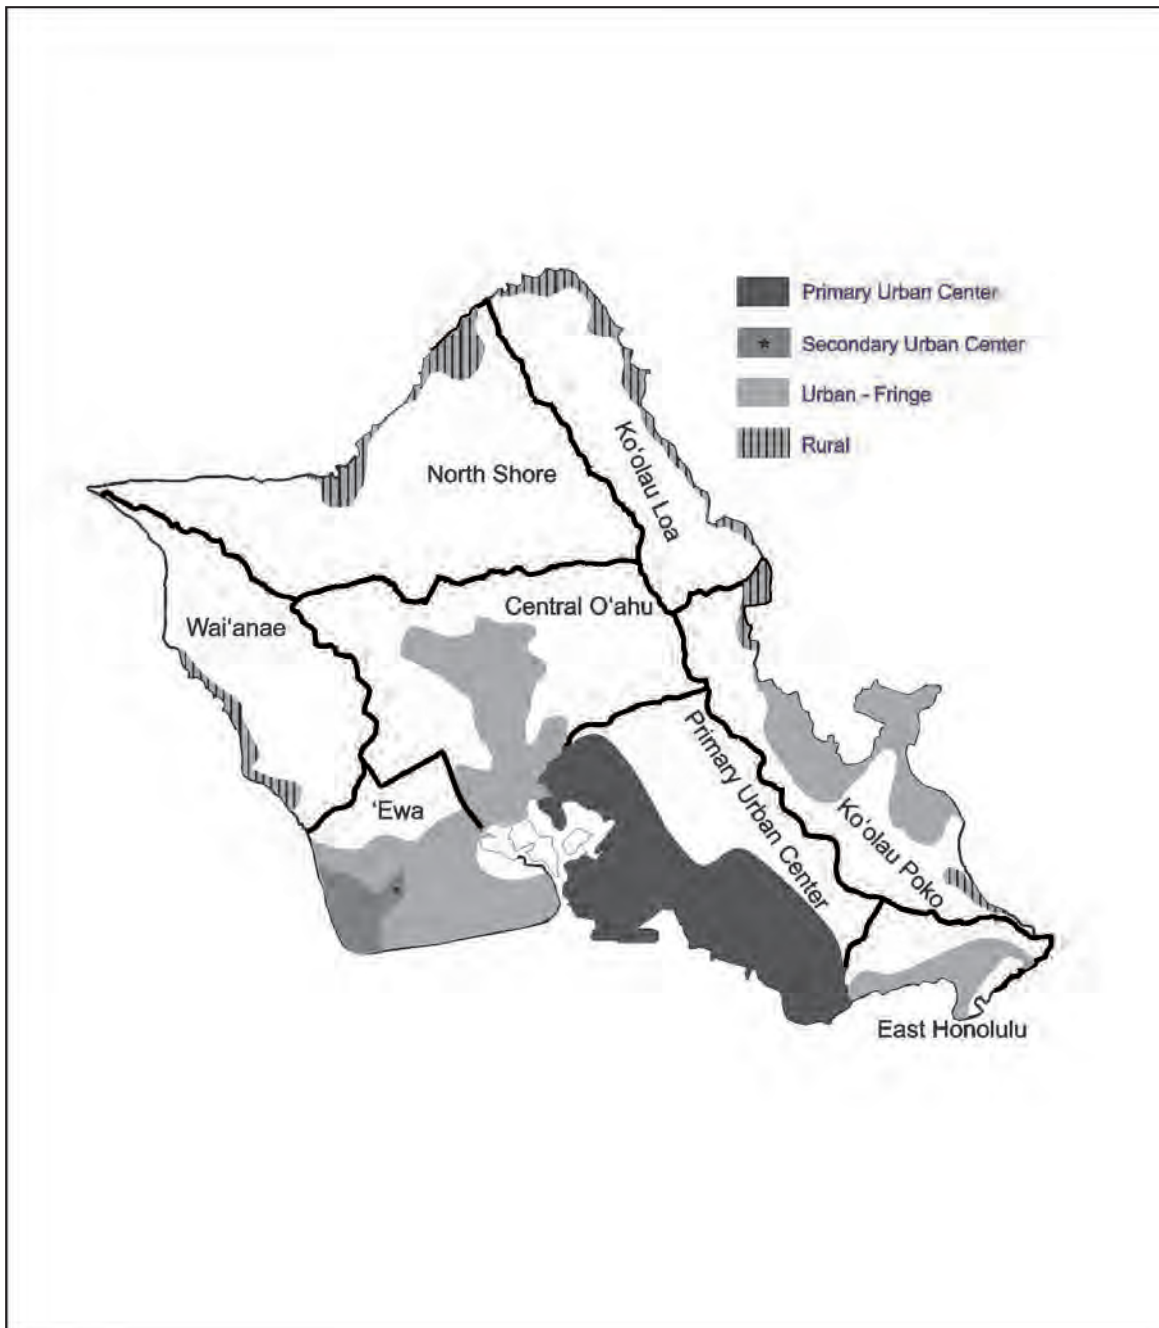 Primary Urban Center
Secondary Urban Center
Urban - Fringe
Rural
North Shore
Ko‘olau Loa
Central O‘ahu
Wai‘anae
Primary Urban Center
‘Ewa
Ko‘olau Poko
East Honolulu